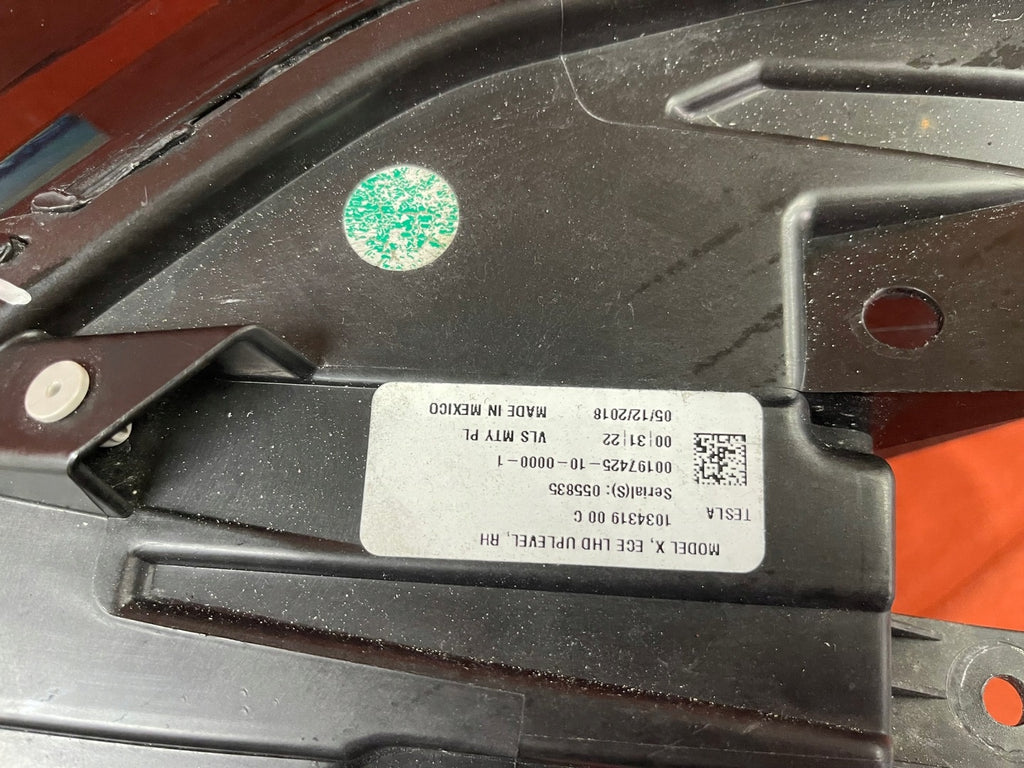 MODEL X, ECE LHD UPLEVEL, RH
TESLA 1034319 00 C
Serial(S): 055835
00197425-10-0000-1
00|31|22 VLS MTY PL
05/12/2018 MADE IN MEXICO